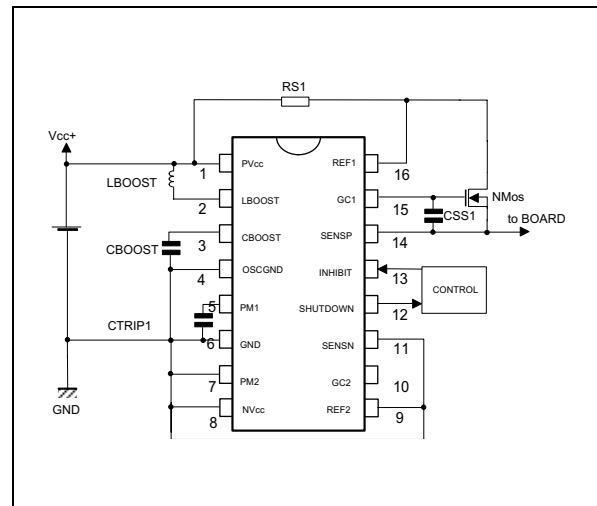 RS1
Vcc+
LBOOST
1 PVcc REF1 16
2 LBOOST GC1 15
NMos
CSS1
to BOARD
CBOOST
3 CBOOST SENSP 14
4 OSCGND INHIBIT 13
CONTROL
CTRIP1
5 PM1 SHUTDOWN 12
6 GND SENSN 11
7 PM2 GC2 10
8 NVcc REF2 9
GND